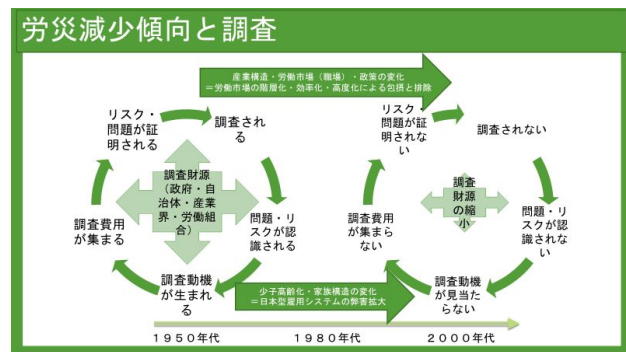 労災減少傾向と調査
産業構造・労働市場（職場）・政策の変化
＝労働市場の階層化・効率化・高度化による包摂と排除
リスク・
問題が証
明される
調査され
る
問題・リ
スクが認
識される
調査動機
が生まれ
る
調査費用
が集まる
調査財源
（政府・自
治体・産業
界・労働組
合）
リスク・
問題が証
明されな
い
調査されない
問題・リ
スクが認
識されな
い
調査動機
が見当た
らない
調査費用
が集まら
ない
調査
財源
の縮
小
少子高齢化・家族構造の変化
＝日本型雇用システムの弊害拡大
１９５０年代
１９８０年代
２０００年代